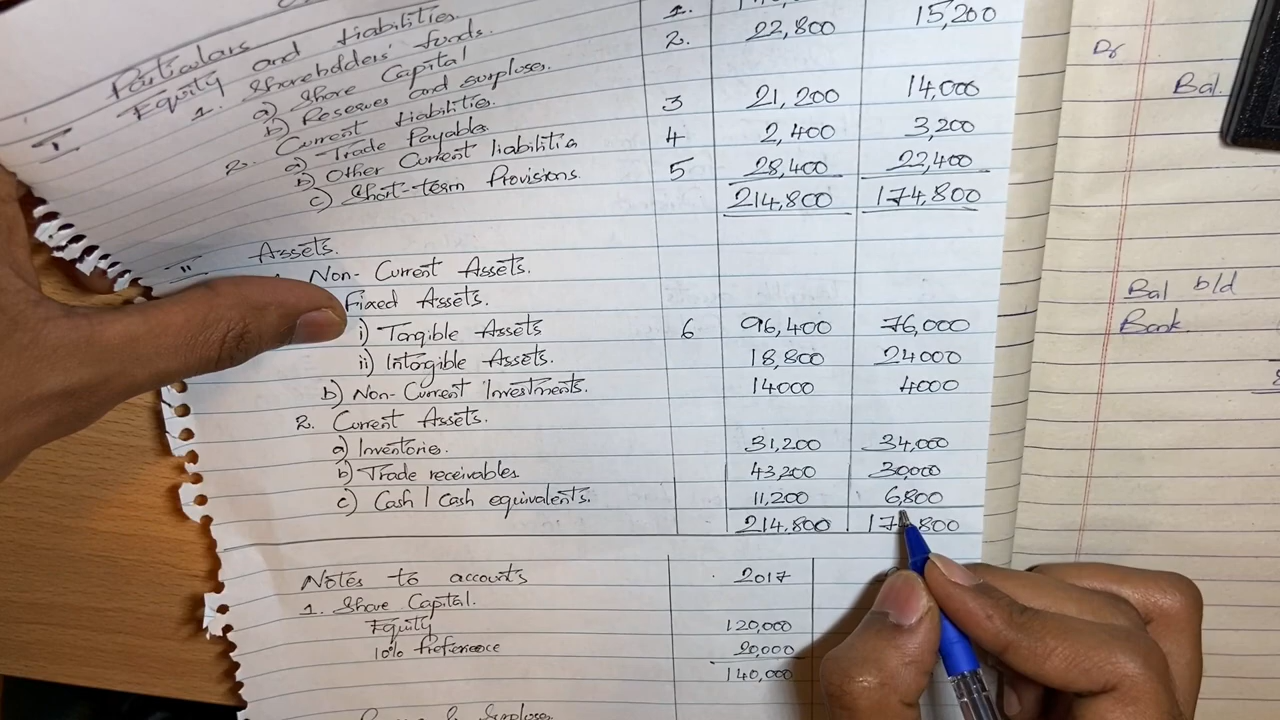 Particulars
I Equity and Liabilities
1. Shareholders' funds.
a) Share Capital 1.
b) Reserves and surpluses. 2. 22,800 15,200
2. Current Liabilities.
a) Trade Payable 3 21,200 14,000
b) Other Current liabilities 4 2,400 3,200
c) Short-term Provisions. 5 28,400 22,400
214,800 174,800
II Assets.
Non-Current Assets.
Fixed Assets.
i) Tangible Assets 6 96,400 76,000
ii) Intangible Assets. 18,800 24000
b) Non-Current Investments. 14000 4000
2. Current Assets.
a) Inventories. 31,200 34,000
b) Trade receivables 43,200 30,000
c) Cash / Cash equivalents. 11,200 6,800
214,800 174,800
Notes to accounts 2017
1. Share Capital.
Equity 120,000
10% Preference 20,000
140,000
& Surpluses
Dr
Bal.
Bal b/d
Bank